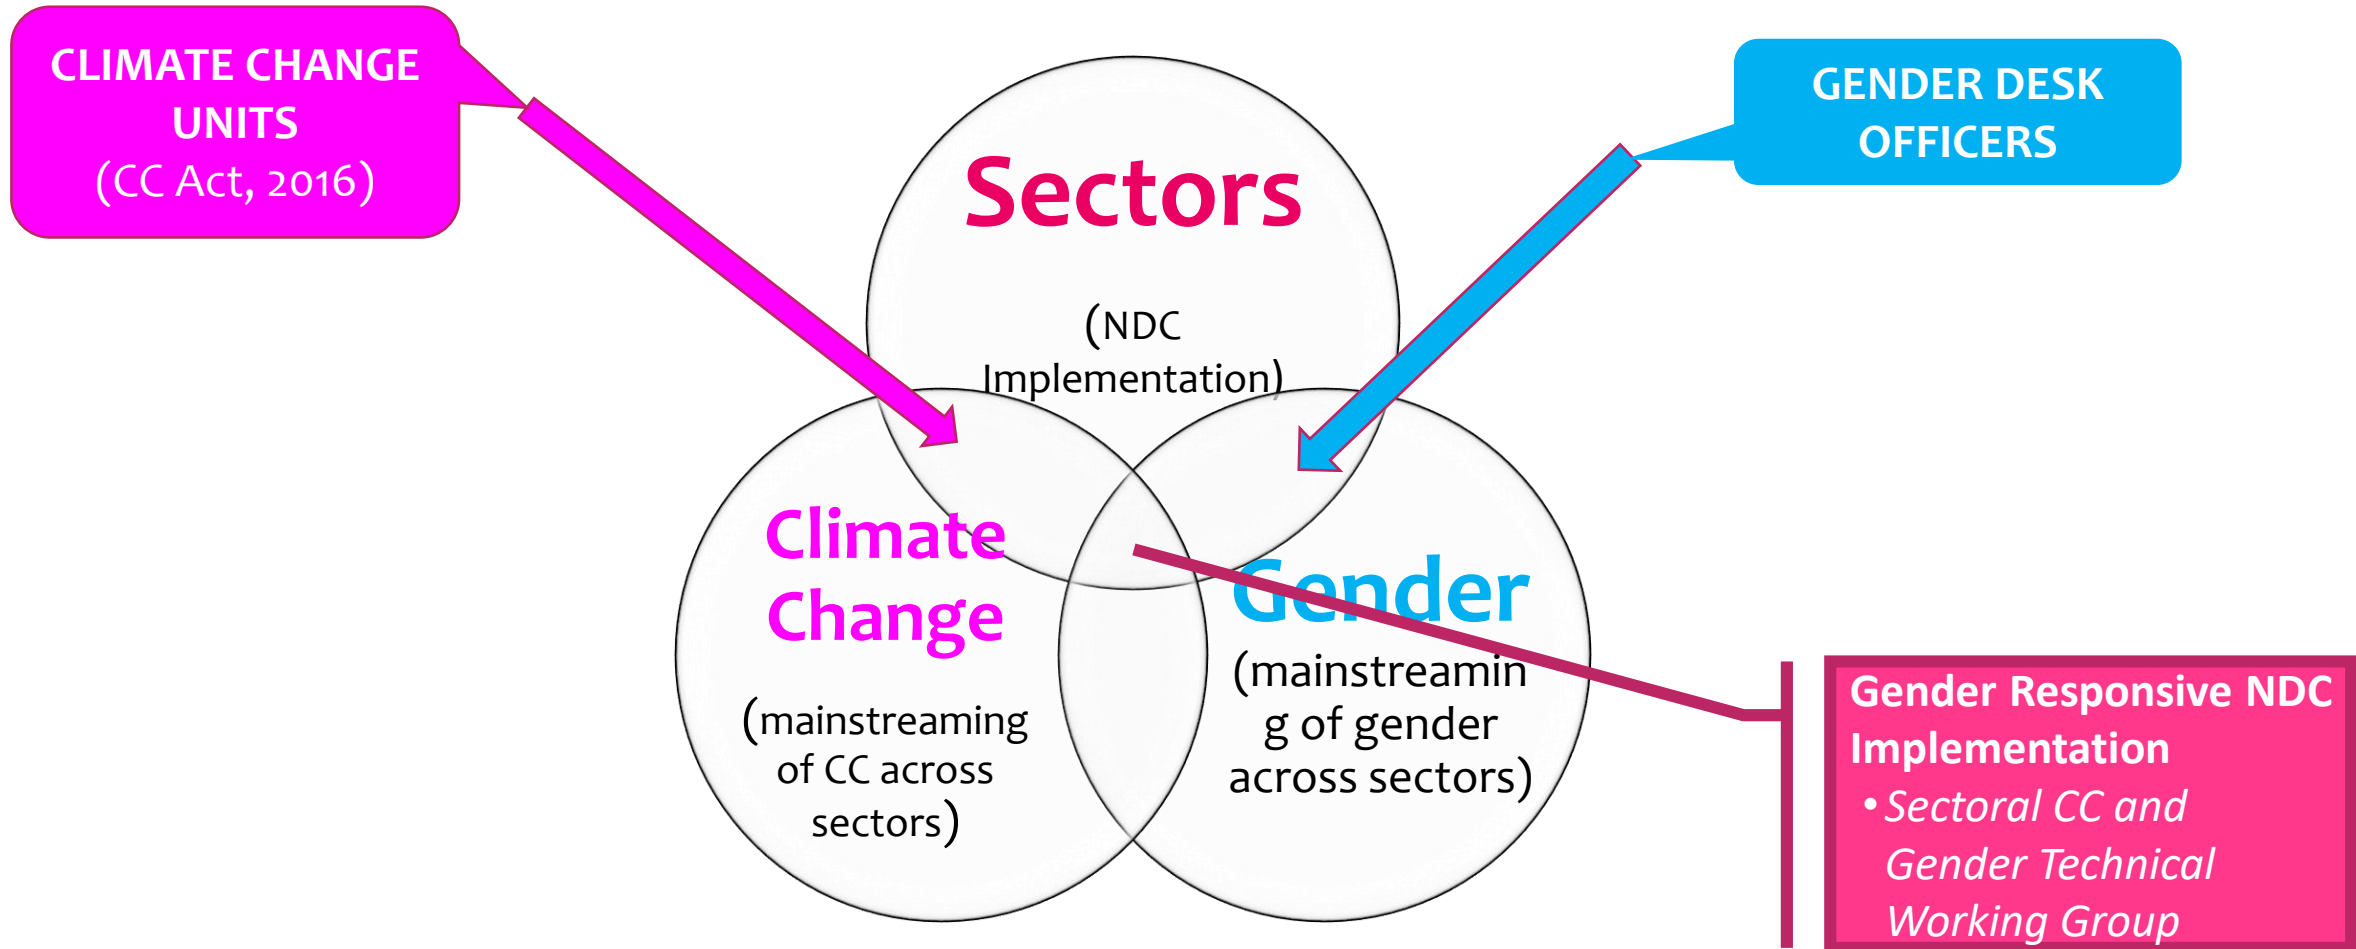 CLIMATE CHANGE
UNITS
(CC Act, 2016)
GENDER DESK
OFFICERS
Sectors
(NDC
Implementation)
Climate
Change
(mainstreaming
of CC across
sectors)
Gender
(mainstreamin
g of gender
across sectors)
Gender Responsive NDC
Implementation
• Sectoral CC and
Gender Technical
Working Group